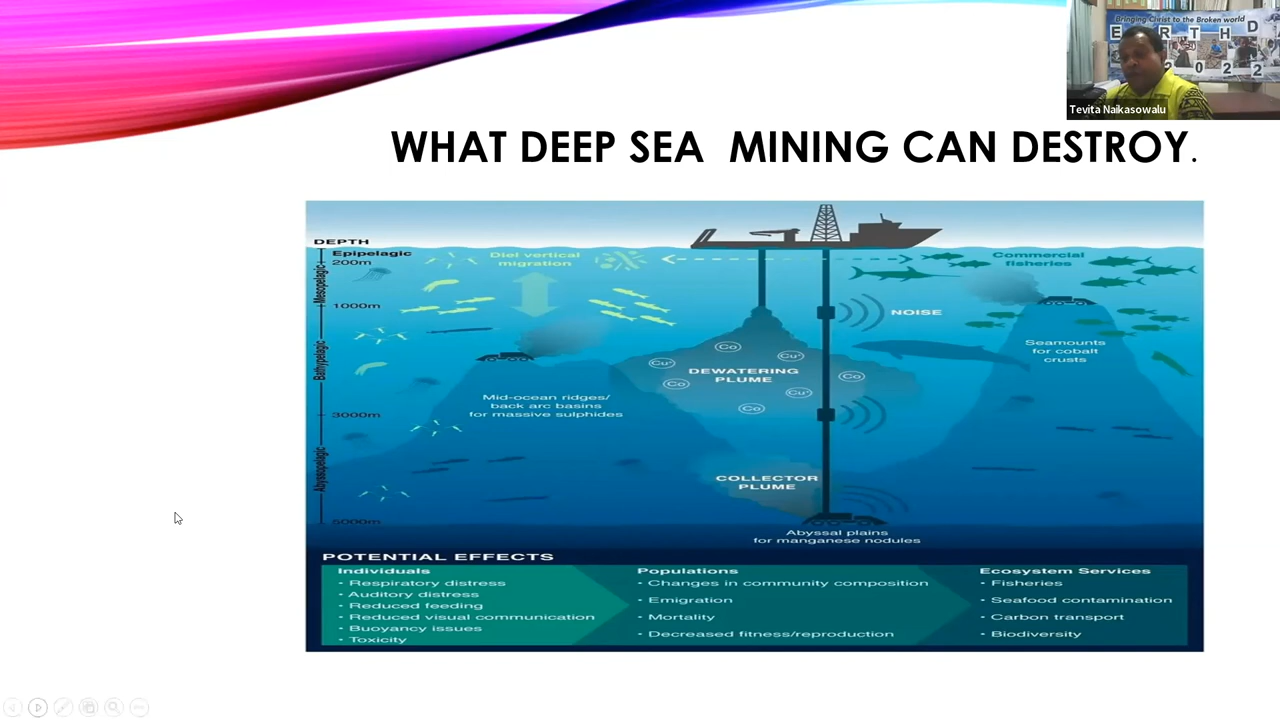 Bringing Christ to the Broken world
E R T H D
2 0 2 2
Tevita Naikasowalu
WHAT DEEP SEA MINING CAN DESTROY.
DEPTH
Epipelagic
200m
Mesopelagic
1000m
Bathypelagic
3000m
Abyssopelagic
5000m
Diel vertical
migration
Commercial
fisheries
NOISE
Seamounts
for cobalt
crusts
Co
Cu⁺
Cu⁺
Co
Co
Cu⁺
Co
DEWATERING
PLUME
Mid-ocean ridges/
back arc basins
for massive sulphides
COLLECTOR
PLUME
Abyssal plains
for manganese nodules
POTENTIAL EFFECTS
Individuals
• Respiratory distress
• Auditory distress
• Reduced feeding
• Reduced visual communication
• Buoyancy issues
• Toxicity
Populations
• Changes in community composition
• Emigration
• Mortality
• Decreased fitness/reproduction
Ecosystem Services
• Fisheries
• Seafood contamination
• Carbon transport
• Biodiversity